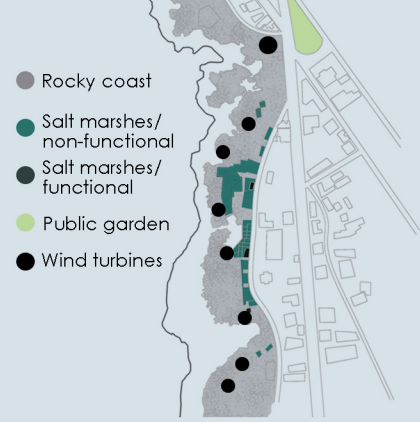 Rocky coast
Salt marshes/
non-functional
Salt marshes/
functional
Public garden
Wind turbines